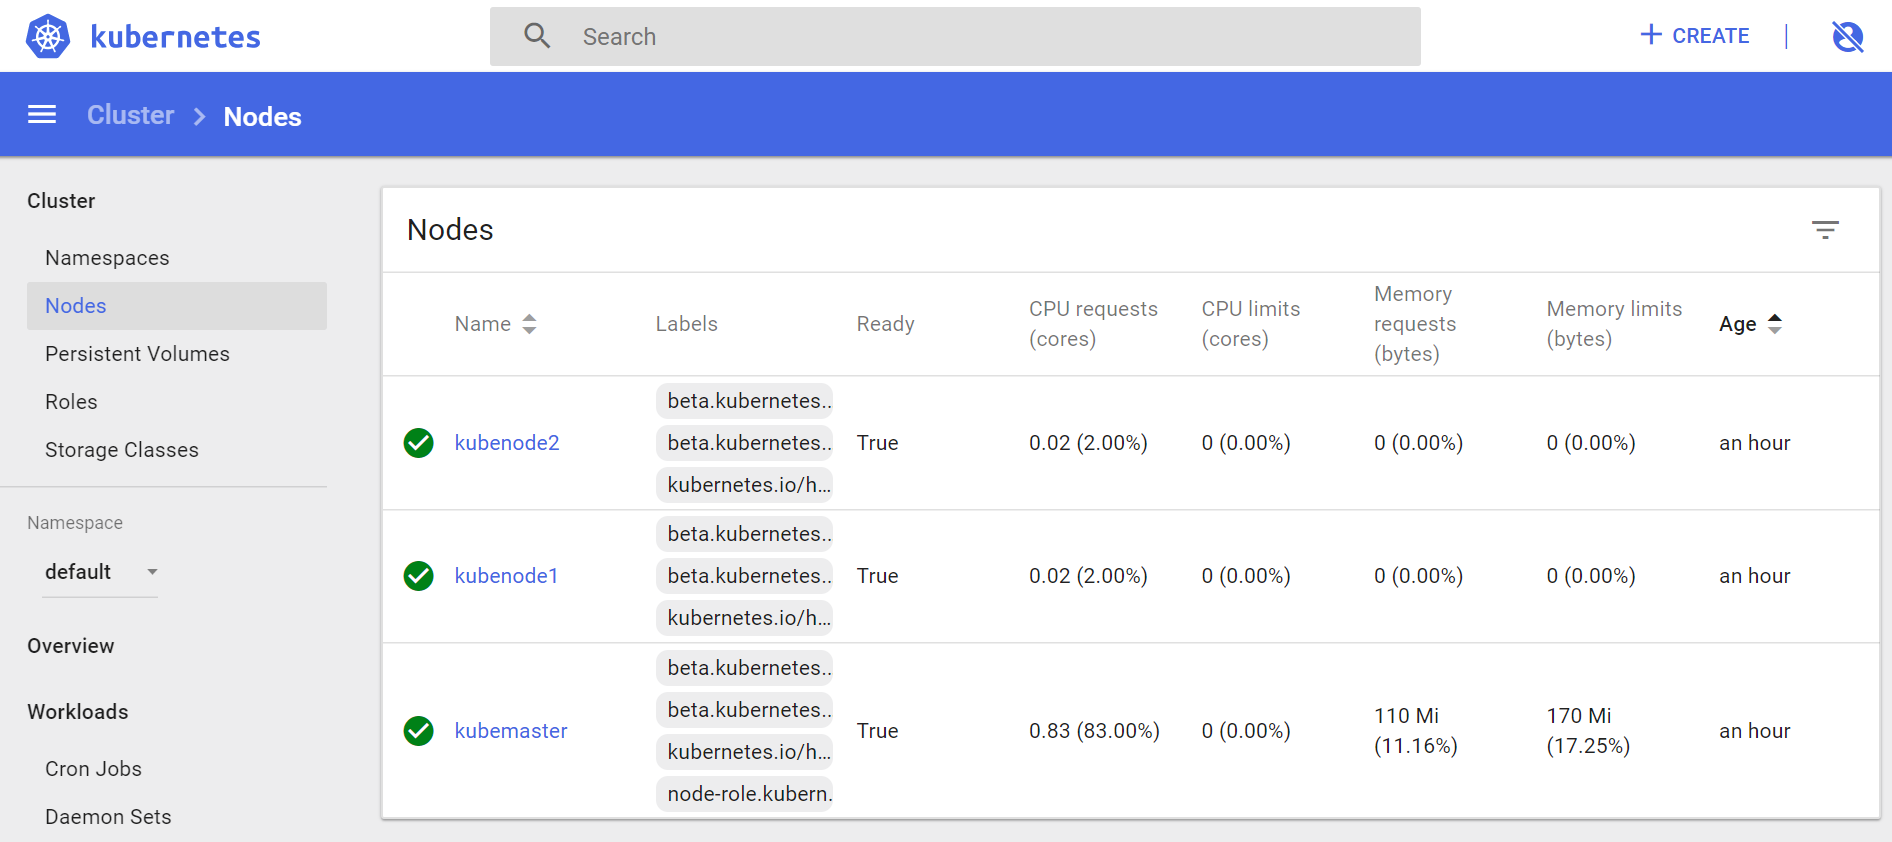 kubernetes
Search
CREATE
Cluster
Nodes
Cluster
Namespaces
Nodes
Persistent Volumes
Roles
Storage Classes
Namespace
default
Overview
Workloads
Cron Jobs
Daemon Sets
Nodes
Name
Labels
Ready
CPU requests
(cores)
CPU limits
(cores)
Memory
requests
(bytes)
Memory limits
(bytes)
Age
kubenode2
beta.kubernetes..
beta.kubernetes..
kubernetes.io/h...
True
0.02 (2.00%)
0 (0.00%)
0 (0.00%)
0 (0.00%)
an hour
kubenode1
beta.kubernetes..
beta.kubernetes..
kubernetes.io/h...
True
0.02 (2.00%)
0 (0.00%)
0 (0.00%)
0 (0.00%)
an hour
kubemaster
beta.kubernetes..
beta.kubernetes..
kubernetes.io/h...
node-role.kubern.
True
0.83 (83.00%)
0 (0.00%)
110 Mi
(11.16%)
170 Mi
(17.25%)
an hour